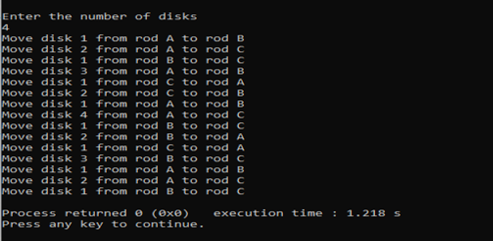 Enter the number of disks
4
Move disk 1 from rod A to rod B
Move disk 2 from rod A to rod C
Move disk 1 from rod B to rod C
Move disk 3 from rod A to rod B
Move disk 1 from rod C to rod A
Move disk 2 from rod C to rod B
Move disk 1 from rod A to rod B
Move disk 4 from rod A to rod C
Move disk 1 from rod B to rod C
Move disk 2 from rod B to rod A
Move disk 1 from rod C to rod A
Move disk 3 from rod B to rod C
Move disk 1 from rod A to rod B
Move disk 2 from rod A to rod C
Move disk 1 from rod B to rod C
Process returned 0 (0x0)   execution time : 1.218 s
Press any key to continue.